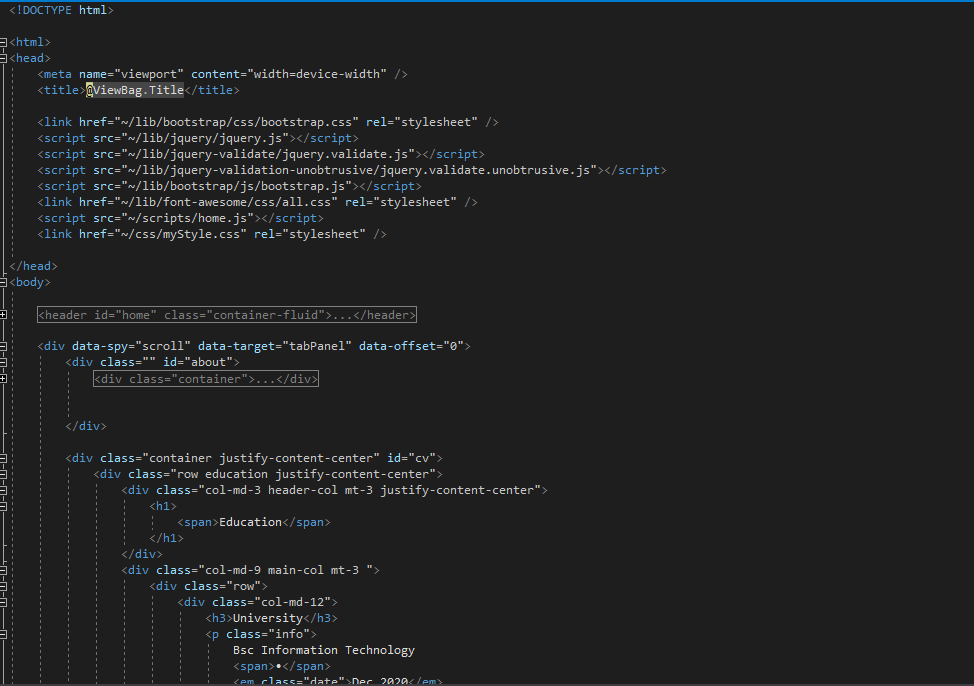 <!DOCTYPE html>
<html>
<head>
<meta name="viewport" content="width=device-width" />
<title>@ViewBag.Title</title>
<link href="~/lib/bootstrap/css/bootstrap.css" rel="stylesheet" />
<script src="~/lib/jquery/jquery.js"></script>
<script src="~/lib/jquery-validate/jquery.validate.js"></script>
<script src="~/lib/jquery-validation-unobtrusive/jquery.validate.unobtrusive.js"></script>
<script src="~/lib/bootstrap/js/bootstrap.js"></script>
<link href="~/lib/font-awesome/css/all.css" rel="stylesheet" />
<script src="~/scripts/home.js"></script>
<link href="~/css/myStyle.css" rel="stylesheet" />
</head>
<body>
<header id="home" class="container-fluid">...</header>
<div data-spy="scroll" data-target="tabPanel" data-offset="0">
<div class="" id="about">
<div class="container">...</div>
</div>
<div class="container justify-content-center" id="cv">
<div class="row education justify-content-center">
<div class="col-md-3 header-col mt-3 justify-content-center">
<h1>
<span>Education</span>
</h1>
</div>
<div class="col-md-9 main-col mt-3 ">
<div class="row">
<div class="col-md-12">
<h3>University</h3>
<p class="info">
Bsc Information Technology
<span>•</span>
<em class="date">Dec 2020</em>